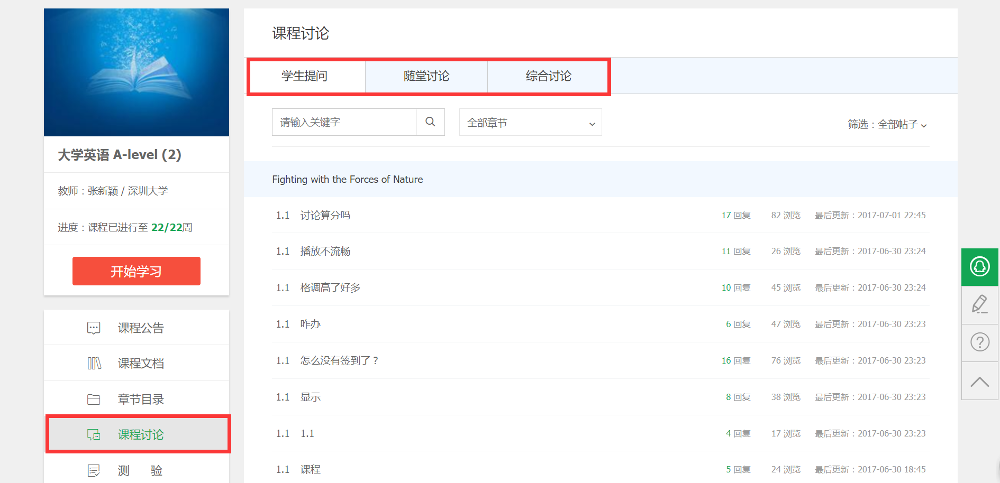 大学英语 A-level (2)
教师：张新颖 / 深圳大学
进度：课程已进行至 22/22周
开始学习
课程公告
课程文档
章节目录
课程讨论
测 验
课程讨论
学生提问 随堂讨论 综合讨论
请输入关键字 全部章节 筛选：全部帖子
Fighting with the Forces of Nature
1.1 讨论算分吗 17 回复 82 浏览 最后更新：2017-07-01 22:45
1.1 播放不流畅 11 回复 26 浏览 最后更新：2017-06-30 23:24
1.1 格调高了好多 10 回复 45 浏览 最后更新：2017-06-30 23:24
1.1 咋办 6 回复 47 浏览 最后更新：2017-06-30 23:23
1.1 怎么没有签到了？ 16 回复 76 浏览 最后更新：2017-06-30 23:23
1.1 显示 8 回复 38 浏览 最后更新：2017-06-30 23:23
1.1 1.1 4 回复 17 浏览 最后更新：2017-06-30 23:23
1.1 课程 5 回复 24 浏览 最后更新：2017-06-30 18:45